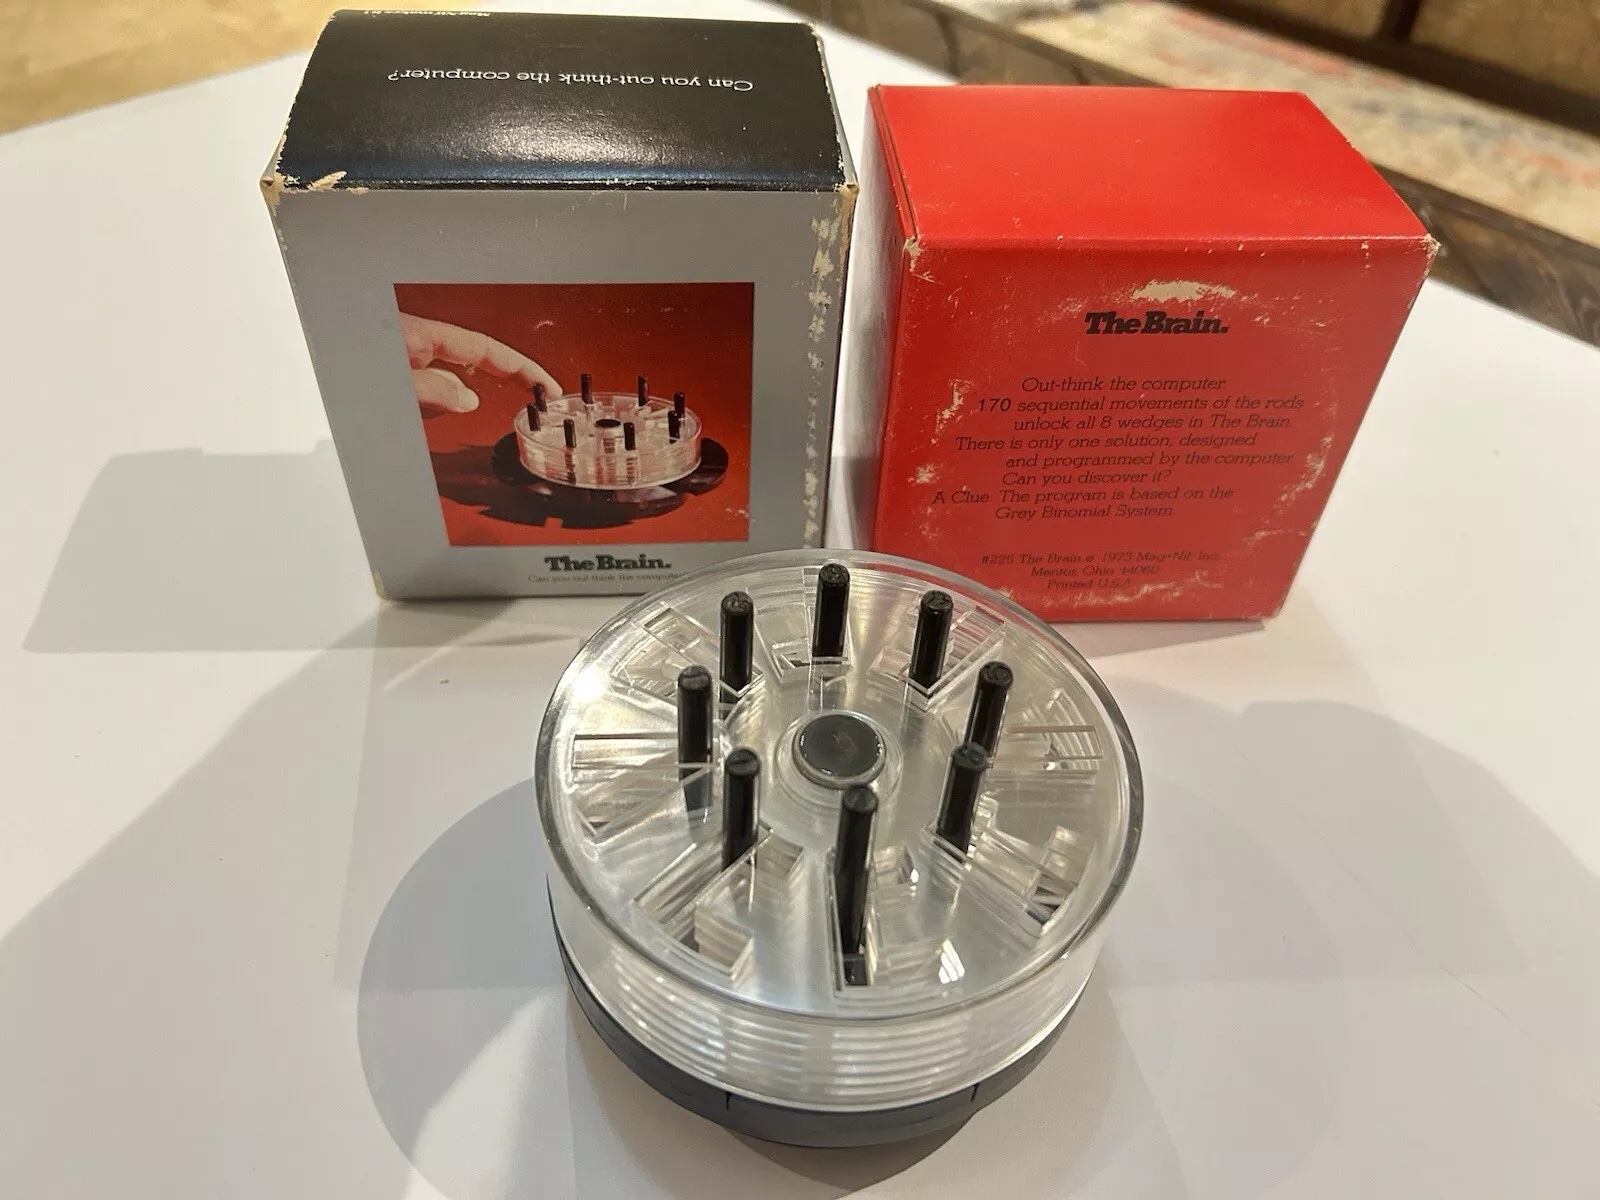 Can you out-think the computer?
The Brain.
Can you out-think the computer
The Brain.
Out-think the computer.
170 sequential movements of the rods
unlock all 8 wedges in The Brain.
There is only one solution, designed
and programmed by the computer.
Can you discover it?
A Clue: The program is based on the
Grey Binomial System.
#225 The Brain © 1973 Mag-Nif, Inc.
Mentor, Ohio 44060
Printed U.S.A.